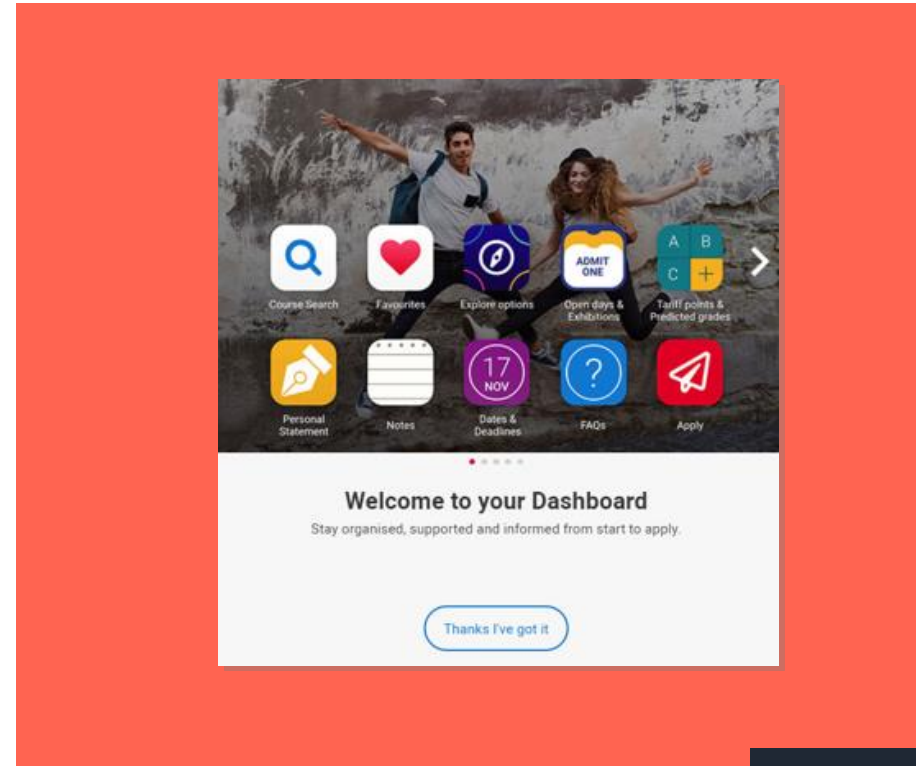 ADMIT
ONE
A B
C +
Course Search
Favourites
Explore options
Open days &
Exhibitions
Tariff points &
Predicted grades
17
NOV
?
Personal
Statement
Notes
Dates &
Deadlines
FAQs
Apply
Welcome to your Dashboard
Stay organised, supported and informed from start to apply.
Thanks I've got it